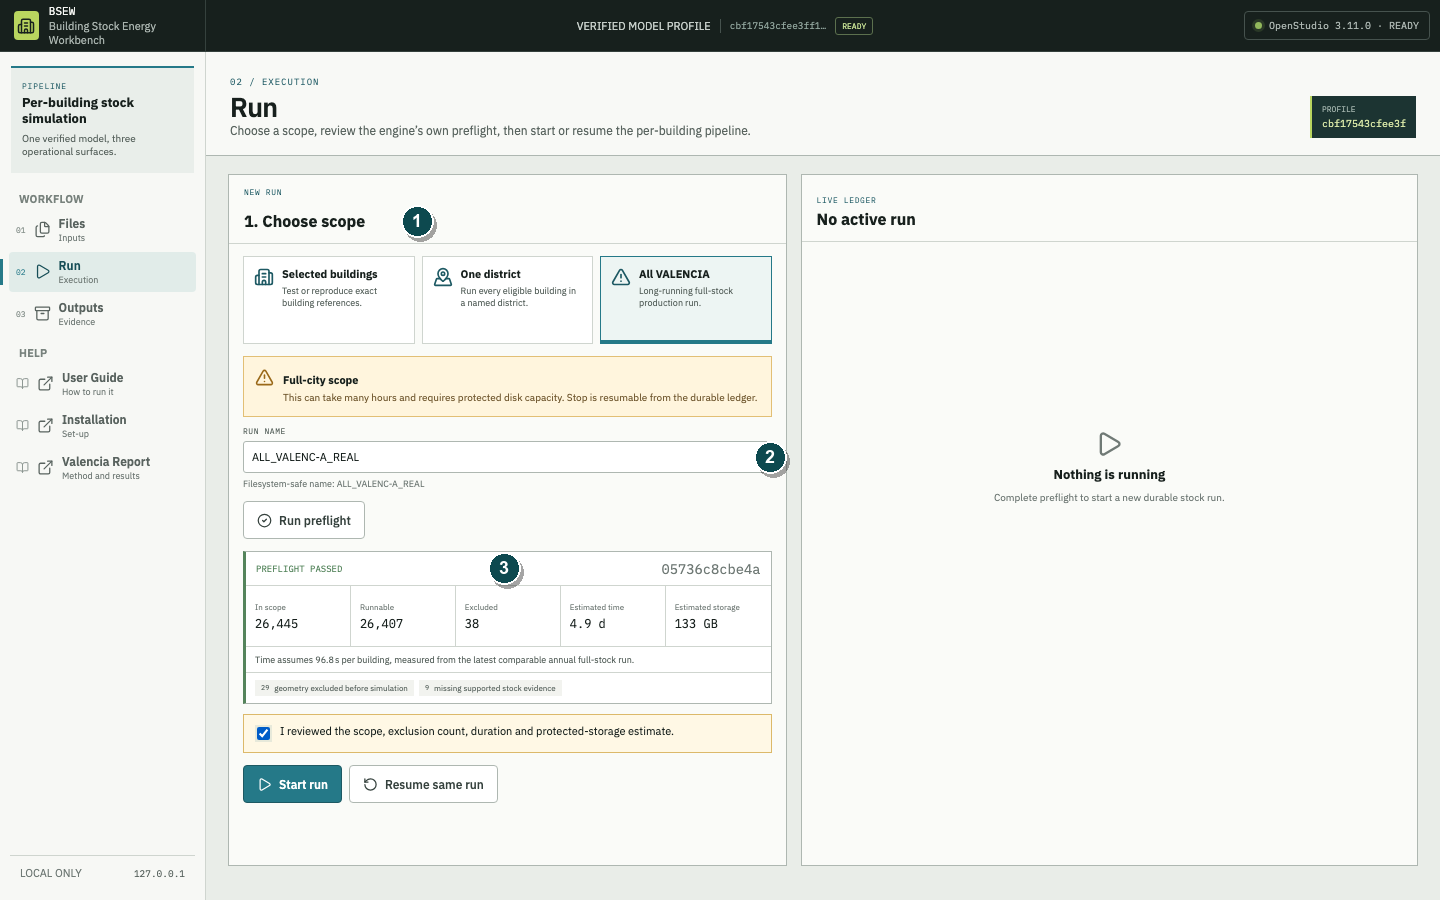 BSEW
Building Stock Energy
Workbench
VERIFIED MODEL PROFILE
cbf17543cfee3ff1…
READY
OpenStudio 3.11.0 · READY
PIPELINE
Per-building stock
simulation
One verified model, three
operational surfaces.
WORKFLOW
01
Files
Inputs
02
Run
Execution
03
Outputs
Evidence
HELP
User Guide
How to run it
Installation
Set-up
Valencia Report
Method and results
LOCAL ONLY
127.0.0.1
02 / EXECUTION
Run
Choose a scope, review the engine's own preflight, then start or resume the per-building pipeline.
PROFILE
cbf17543cfee3f
NEW RUN
1. Choose scope
1
Selected buildings
Test or reproduce exact
building references.
One district
Run every eligible building in
a named district.
All VALENCIA
Long-running full-stock
production run.
Full-city scope
This can take many hours and requires protected disk capacity. Stop is resumable from the durable ledger.
RUN NAME
ALL_VALENC-A_REAL
2
Filesystem-safe name: ALL_VALENC-A_REAL
Run preflight
PREFLIGHT PASSED
3
05736c8cbe4a
In scope
26,445
Runnable
26,407
Excluded
38
Estimated time
4.9 d
Estimated storage
133 GB
Time assumes 96.8 s per building, measured from the latest comparable annual full-stock run.
29 geometry excluded before simulation
9 missing supported stock evidence
I reviewed the scope, exclusion count, duration and protected-storage estimate.
Start run
Resume same run
LIVE LEDGER
No active run
Nothing is running
Complete preflight to start a new durable stock run.